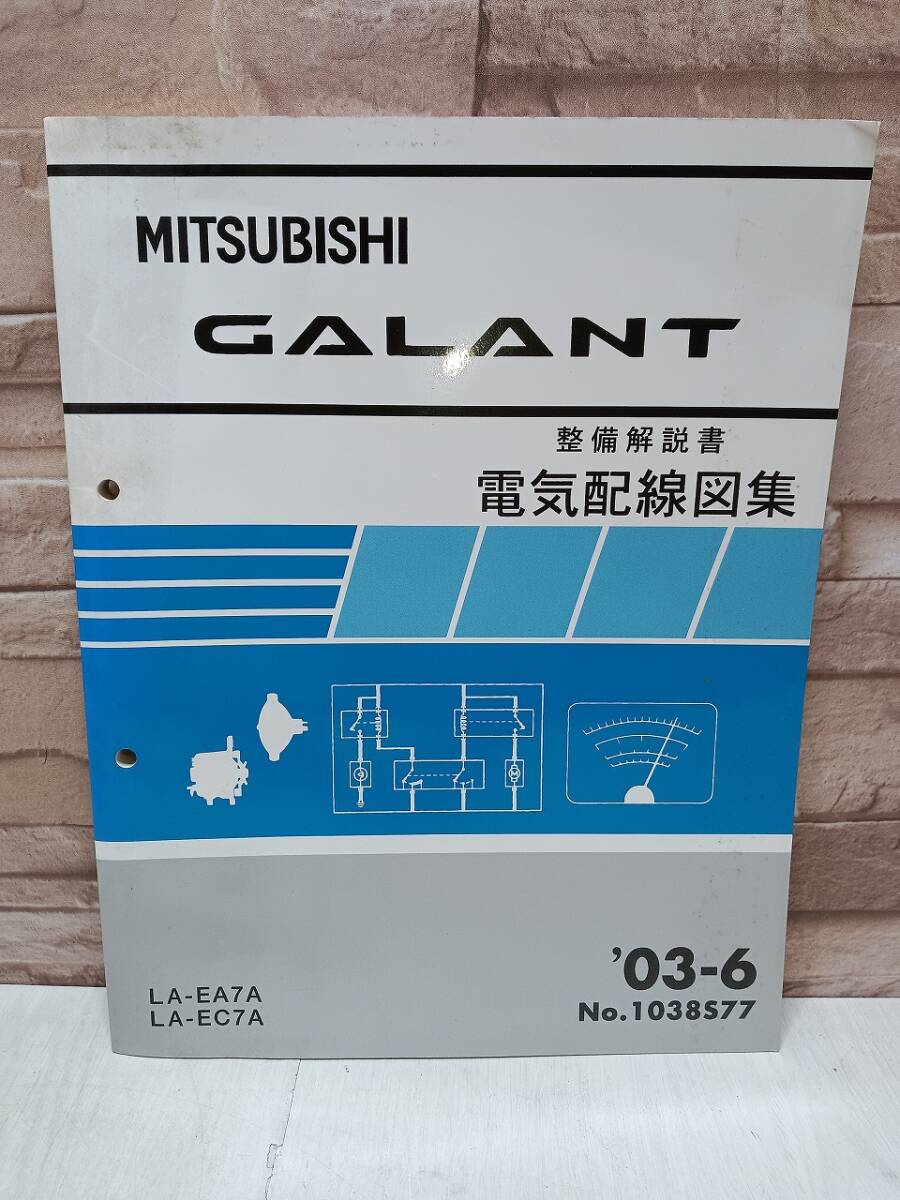 MITSUBISHI
GALANT
整備解説書
電気配線図集
M
LA-EA7A
LA-EC7A
'03-6
No.1038S77